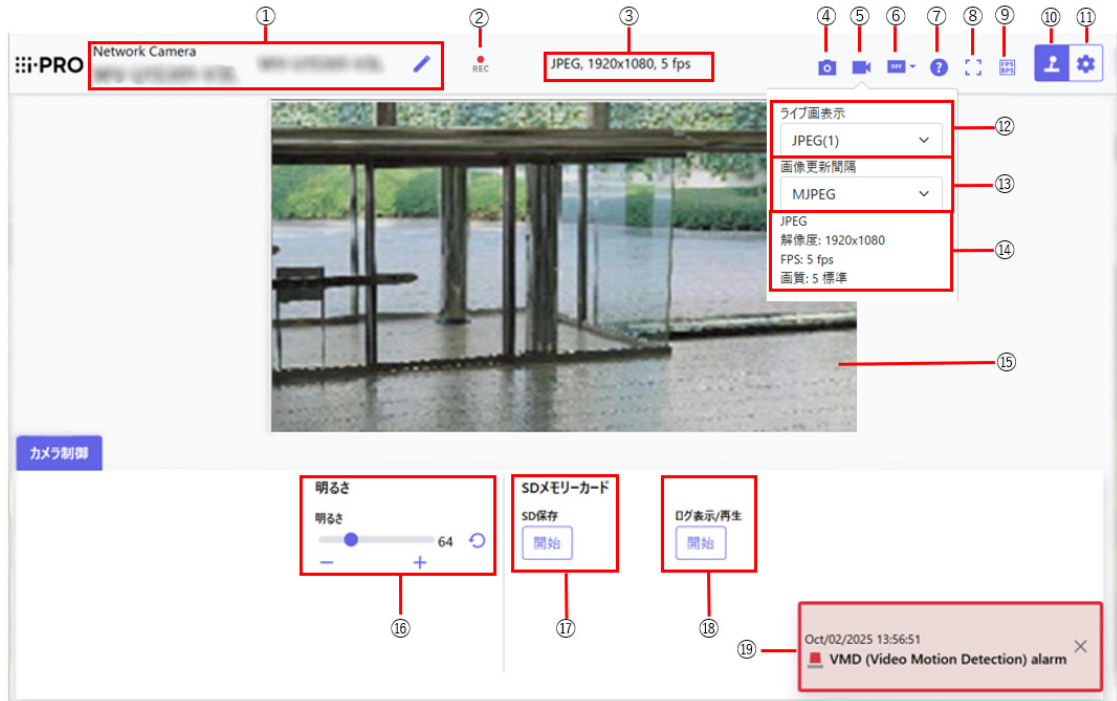 ① ② ③ ④ ⑤ ⑥ ⑦ ⑧ ⑨ ⑩ ⑪
i-PRO
Network Camera
REC
JPEG, 1920x1080, 5 fps
OFF
FPS
BPS
ライブ画表示
JPEG(1)
⑫
画像更新間隔
MJPEG
⑬
JPEG
解像度: 1920x1080
FPS: 5 fps
画質: 5 標準
⑭
⑮
カメラ制御
明るさ
明るさ
64
⑯
SDメモリーカード
SD保存
開始
⑰
ログ表示/再生
開始
⑱
⑲
Oct/02/2025 13:56:51
VMD (Video Motion Detection) alarm